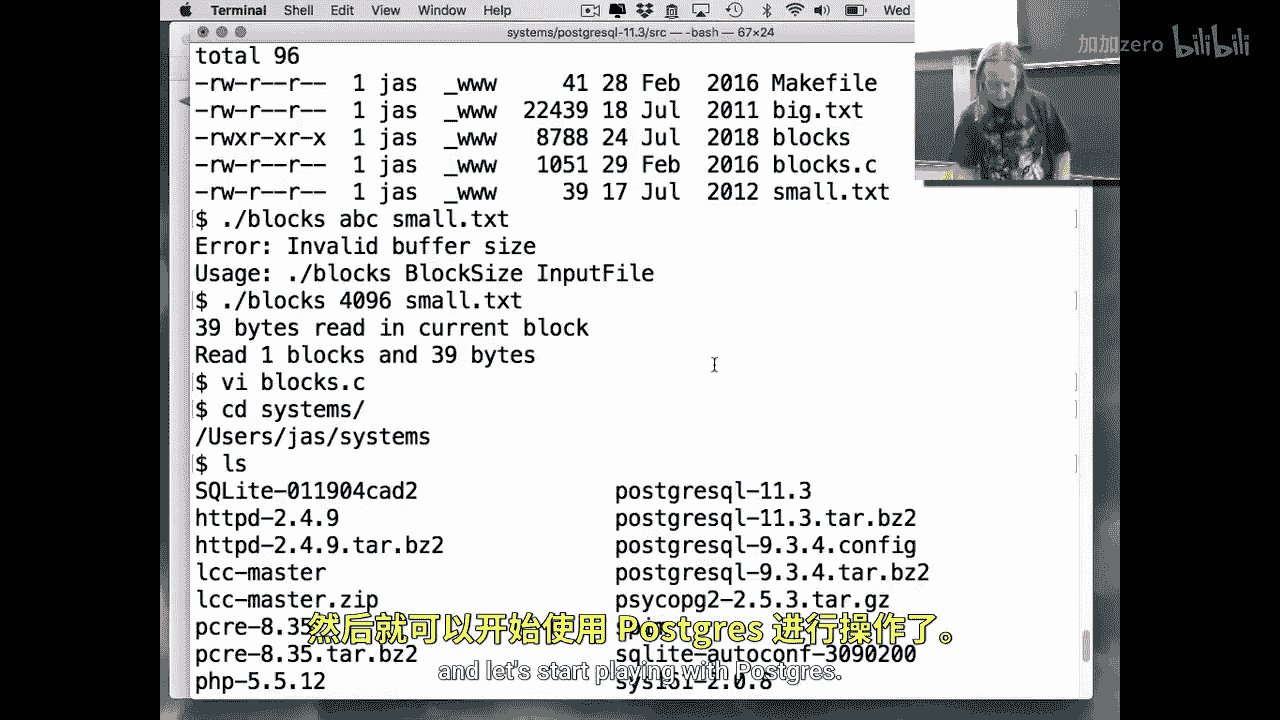 Terminal Shell Edit View Window Help Wed
加加zero bilibili
systems/postgresql-11.3/src — -bash — 67×24
total 96
-rw-r--r-- 1 jas _www 41 28 Feb 2016 Makefile
-rw-r--r-- 1 jas _www 22439 18 Jul 2011 big.txt
-rwxr-xr-x 1 jas _www 8788 24 Jul 2018 blocks
-rw-r--r-- 1 jas _www 1051 29 Feb 2016 blocks.c
-rw-r--r-- 1 jas _www 39 17 Jul 2012 small.txt
$ ./blocks abc small.txt
Error: Invalid buffer size
Usage: ./blocks BlockSize InputFile
$ ./blocks 4096 small.txt
39 bytes read in current block
Read 1 blocks and 39 bytes
$ vi blocks.c
$ cd systems/
/Users/jas/systems
$ ls
SQLite-011904cad2 postgresql-11.3
httpd-2.4.9 postgresql-11.3.tar.bz2
httpd-2.4.9.tar.bz2 postgresql-9.3.4.config
lcc-master postgresql-9.3.4.tar.bz2
lcc-master.zip psycopg2-2.5.3.tar.gz
pcre-8.35
然后就可以开始使用 Postgres 进行操作了。
pcre-8.35.tar.bz2 sqlite-autoconf-3090200
and let's start playing with Postgres.
php-5.5.12